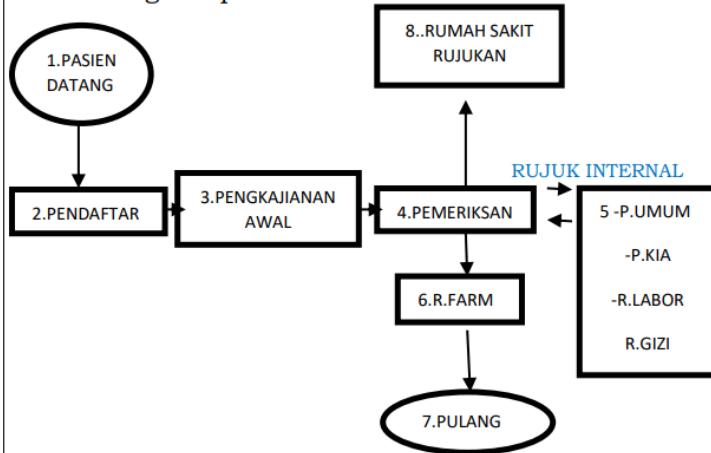 1.PASIEN
DATANG
2.PENDAFTAR
3.PENGKAJIANAN
AWAL
4.PEMERIKSAN
RUJUK INTERNAL
5 -P.UMUM
-P.KIA
-R.LABOR
R.GIZI
6.R.FARM
7.PULANG
8..RUMAH SAKIT
RUJUKAN